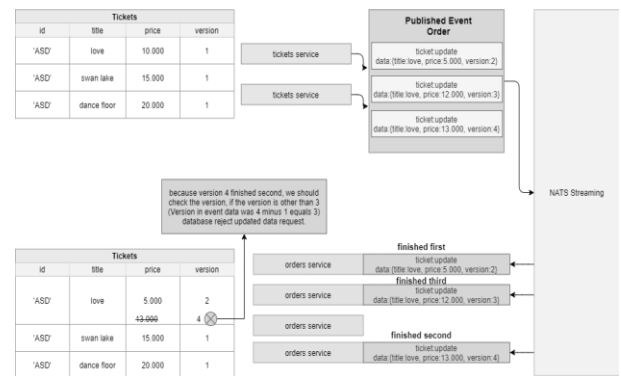 Tickets
id title price version
'ASD' love 10.000 1
'ASD' swan lake 15.000 1
'ASD' dance floor 20.000 1
tickets service
tickets service
Published Event
Order
ticket:update
data:{title:love, price:5.000, version:2}
ticket:update
data:{title:love, price:12.000, version:3}
ticket:update
data:{title:love, price:13.000, version:4}
NATS Streaming
because version 4 finished second, we should
check the version, if the version is other than 3
(Version in event data was 4 minus 1 equals 3)
database reject updated data request.
Tickets
id title price version
'ASD' love 5.000 2
13.000 4
'ASD' swan lake 15.000 1
'ASD' dance floor 20.000 1
finished first
orders service
ticket:update
data:{title:love, price:5.000, version:2}
finished third
orders service
ticket:update
data:{title:love, price:12.000, version:3}
orders service
finished second
orders service
ticket:update
data:{title:love, price:13.000, version:4}